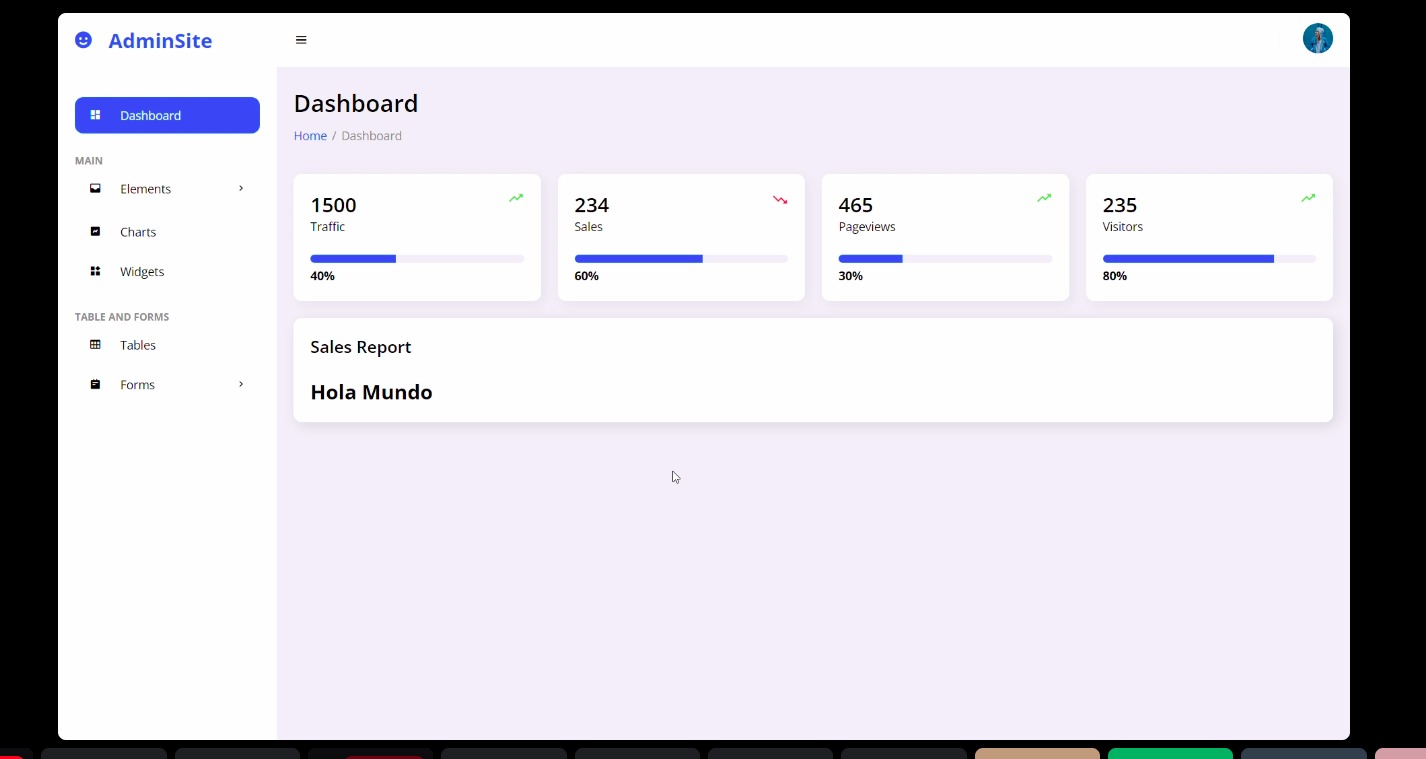 AdminSite
Dashboard
MAIN
Elements
Charts
Widgets
TABLE AND FORMS
Tables
Forms
Dashboard
Home / Dashboard
1500
Traffic
40%
234
Sales
60%
465
Pageviews
30%
235
Visitors
80%
Sales Report
Hola Mundo